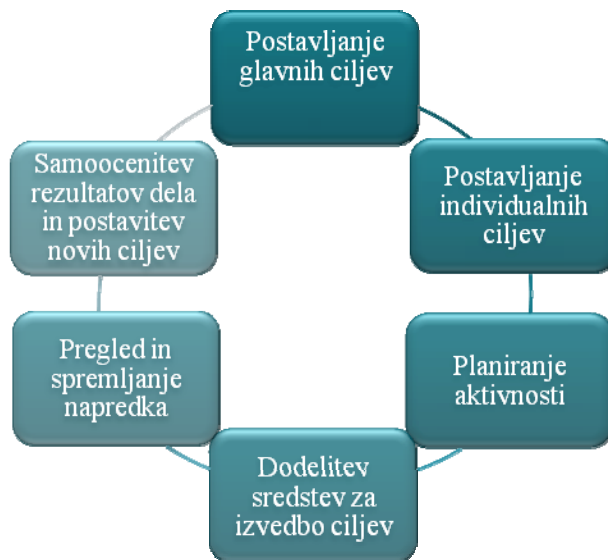 Postavljanje
glavnih ciljev
Postavljanje
individualnih
ciljev
Planiranje
aktivnosti
Dodelitev
sredstev za
izvedbo ciljev
Pregled in
spremljanje
napredka
Samoocenitev
rezultatov dela
in postavitev
novih ciljev